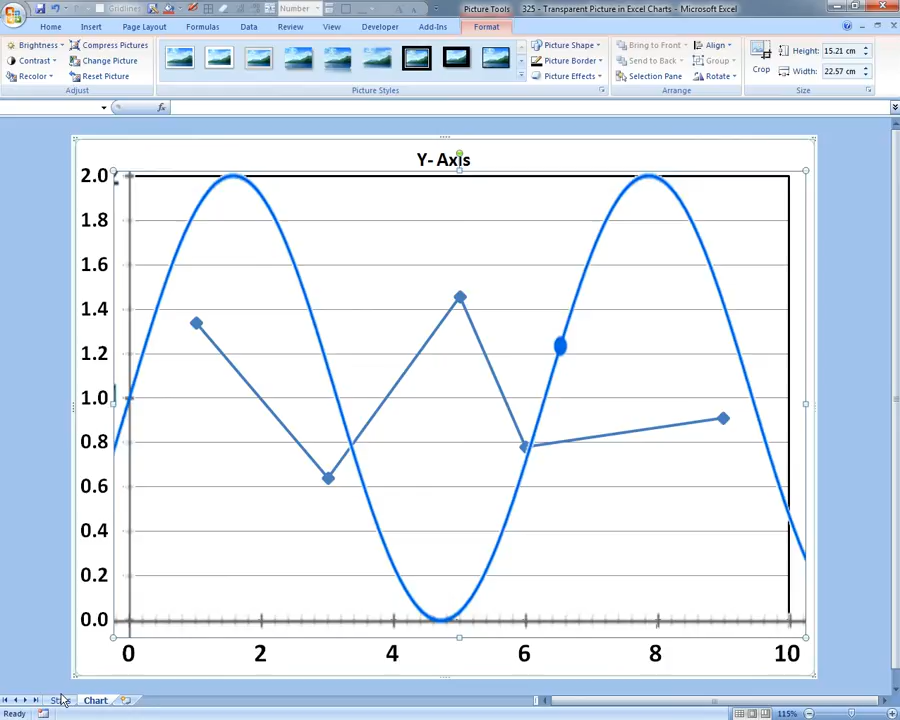 Gridlines Number Picture Tools 325 - Transparent Picture in Excel Charts - Microsoft Excel
Home Insert Page Layout Formulas Data Review View Developer Add-Ins Format
Brightness Compress Pictures Picture Shape Bring to Front Align Height: 15.21 cm
Contrast Change Picture Picture Border Send to Back Group Crop Width: 22.57 cm
Recolor Reset Picture Picture Effects Selection Pane Rotate
Adjust Picture Styles Arrange Size
fx
Y- Axis
2.0
1.8
1.6
1.4
1.2
1.0
0.8
0.6
0.4
0.2
0.0
0 2 4 6 8 10
Chart
Ready 115%